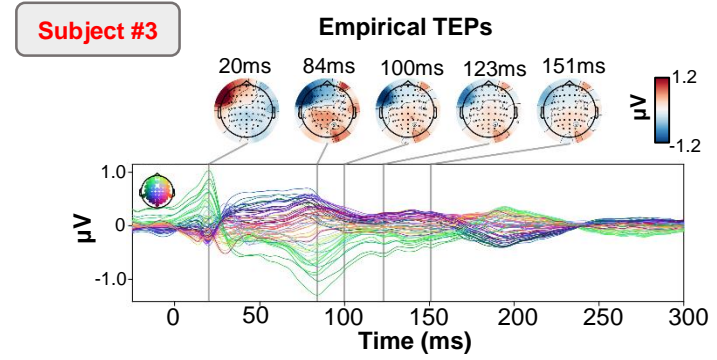 Subject #3
Empirical TEPs
20ms 84ms 100ms 123ms 151ms
1.2
µV
-1.2
1.0
0
-1.0
µV
0 50 100 150 200 250 300
Time (ms)